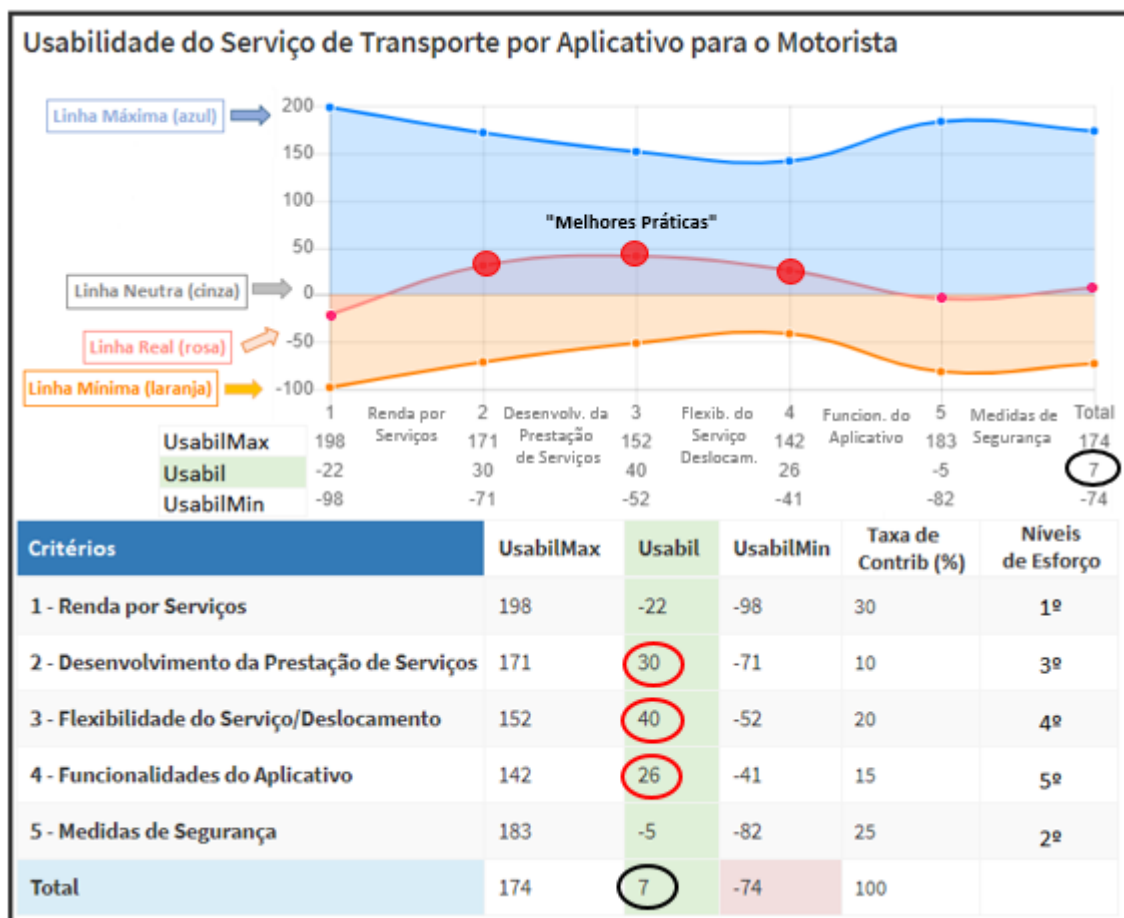 Usabilidade do Serviço de Transporte por Aplicativo para o Motorista
Linha Máxima (azul)
200
150
100
"Melhores Práticas"
50
Linha Neutra (cinza)
0
Linha Real (rosa)
-50
Linha Mínima (laranja)
-100
1 Renda por Serviços 2 Desenvolv. da Prestação de Serviços 3 Flexib. do Serviço Deslocam. 4 Funcion. do Aplicativo 5 Medidas de Segurança Total
UsabilMax 198 171 152 142 183 174
Usabil -22 30 40 26 -5 7
UsabilMin -98 -71 -52 -41 -82 -74
Critérios UsabilMax Usabil UsabilMin Taxa de Contrib (%) Níveis de Esforço
1 - Renda por Serviços 198 -22 -98 30 1º
2 - Desenvolvimento da Prestação de Serviços 171 30 -71 10 3º
3 - Flexibilidade do Serviço/Deslocamento 152 40 -52 20 4º
4 - Funcionalidades do Aplicativo 142 26 -41 15 5º
5 - Medidas de Segurança 183 -5 -82 25 2º
Total 174 7 -74 100